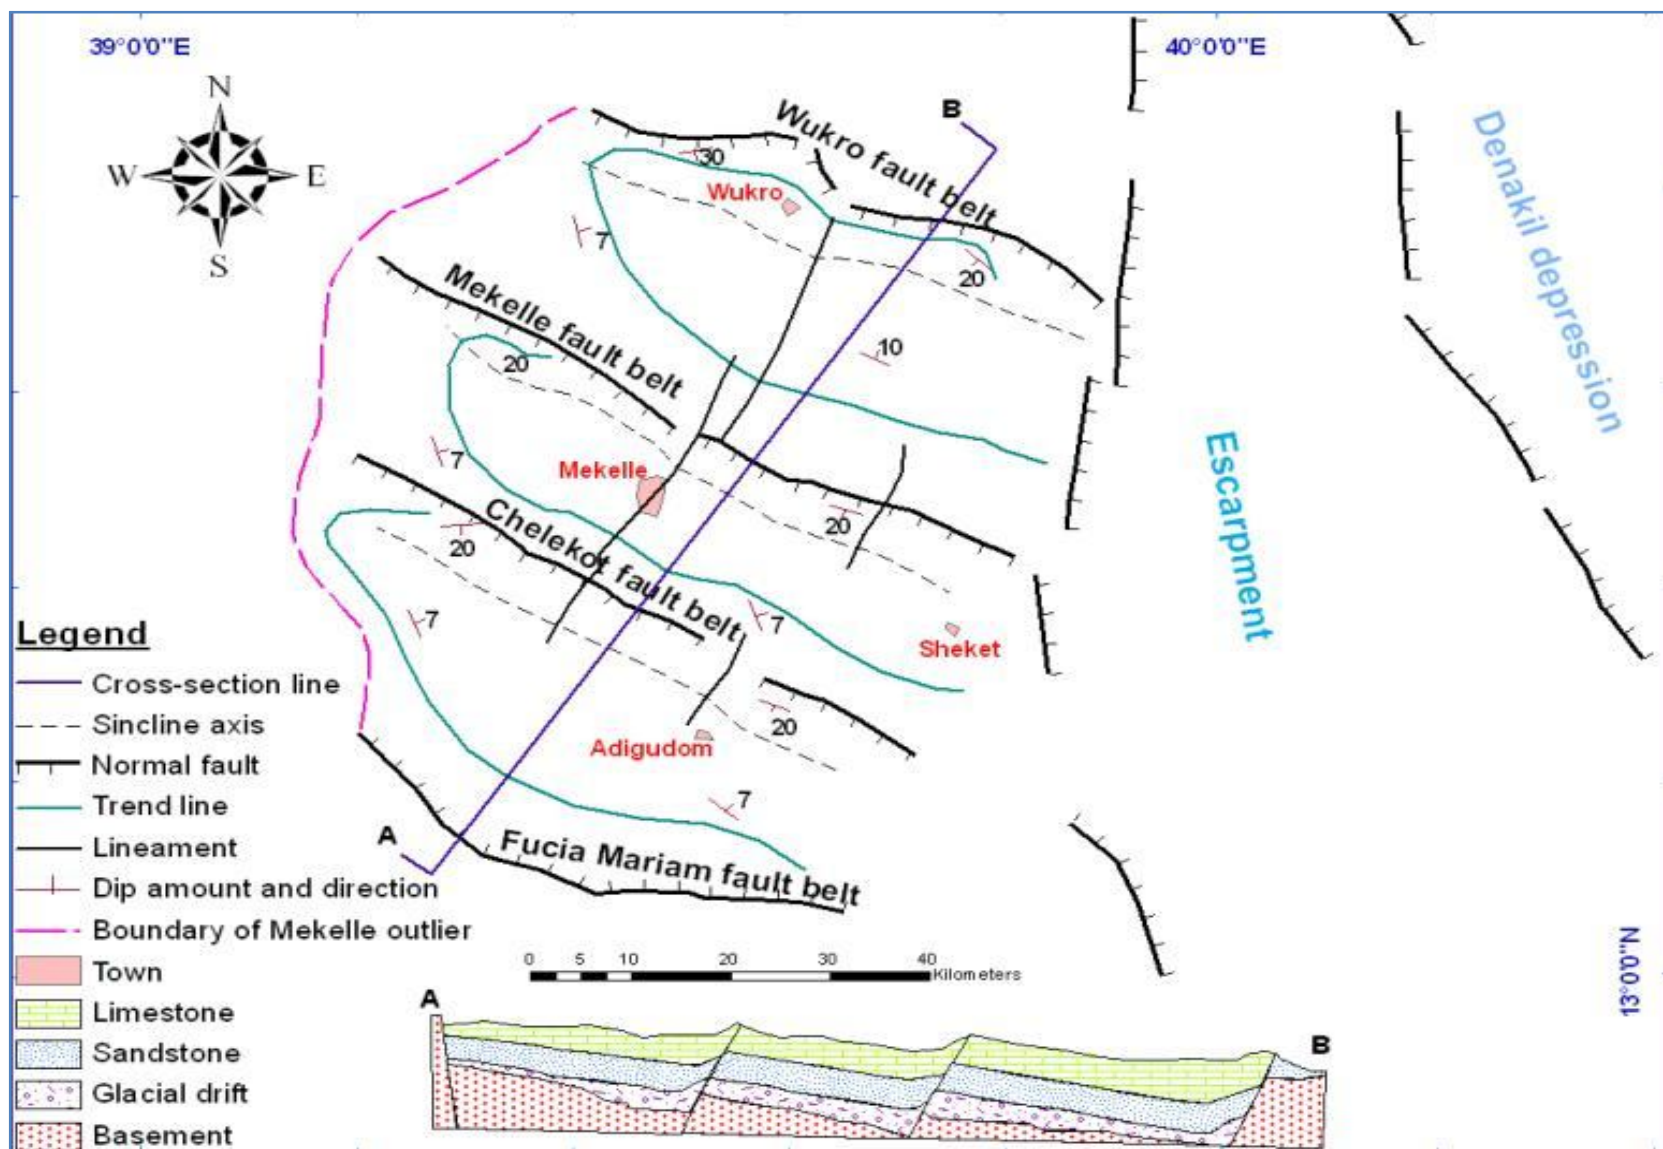 39°0'0"E
40°0'0"E
N
W
E
S
B
Wukro fault belt
30
Wukro
7
20
Denakil depression
Mekelle fault belt
10
20
Escarpment
7
Mekelle
20
Chelekot fault belt
20
7
7
Sheket
20
Adigudom
7
A
Fucia Mariam fault belt
Legend
Cross-section line
Sincline axis
Normal fault
Trend line
Lineament
Dip amount and direction
Boundary of Mekelle outlier
Town
Limestone
Sandstone
Glacial drift
Basement
0 5 10 20 30 40
Kilometers
13°0'0"N
A
B